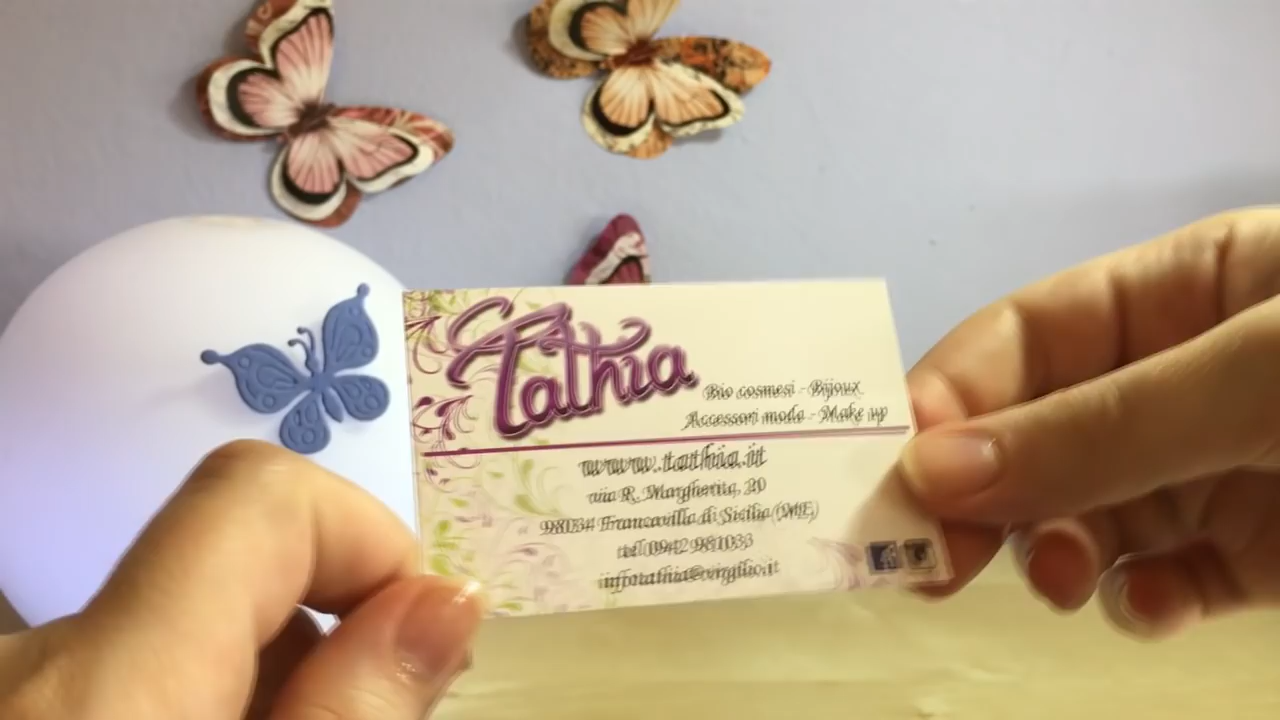 Tathia
Bio cosmesi - Bijoux
Accessori moda - Make up
www.tathia.it
via R. Margherita, 20
98034 Francavilla di Sicilia (ME)
tel 0942 981033
infotathia@virgilio.it